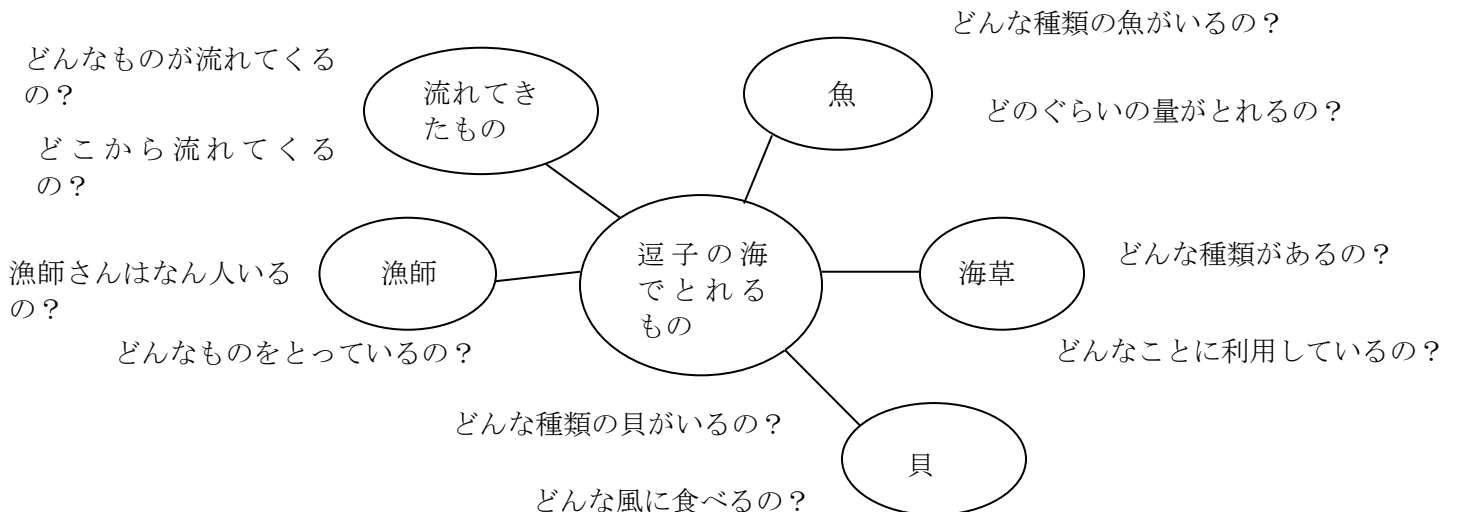 どんな種類の魚がいるの？
どんなものが流れてくる
の？
流れてき
たもの
魚
どのぐらいの量がとれるの？
どこから流れてくる
の？
逗子の海
でとれる
もの
漁師さんはなん人いる
の？
漁師
海草
どんな種類があるの？
どんなものをとっているの？
どんなことに利用しているの？
どんな種類の貝がいるの？
貝
どんな風に食べるの？